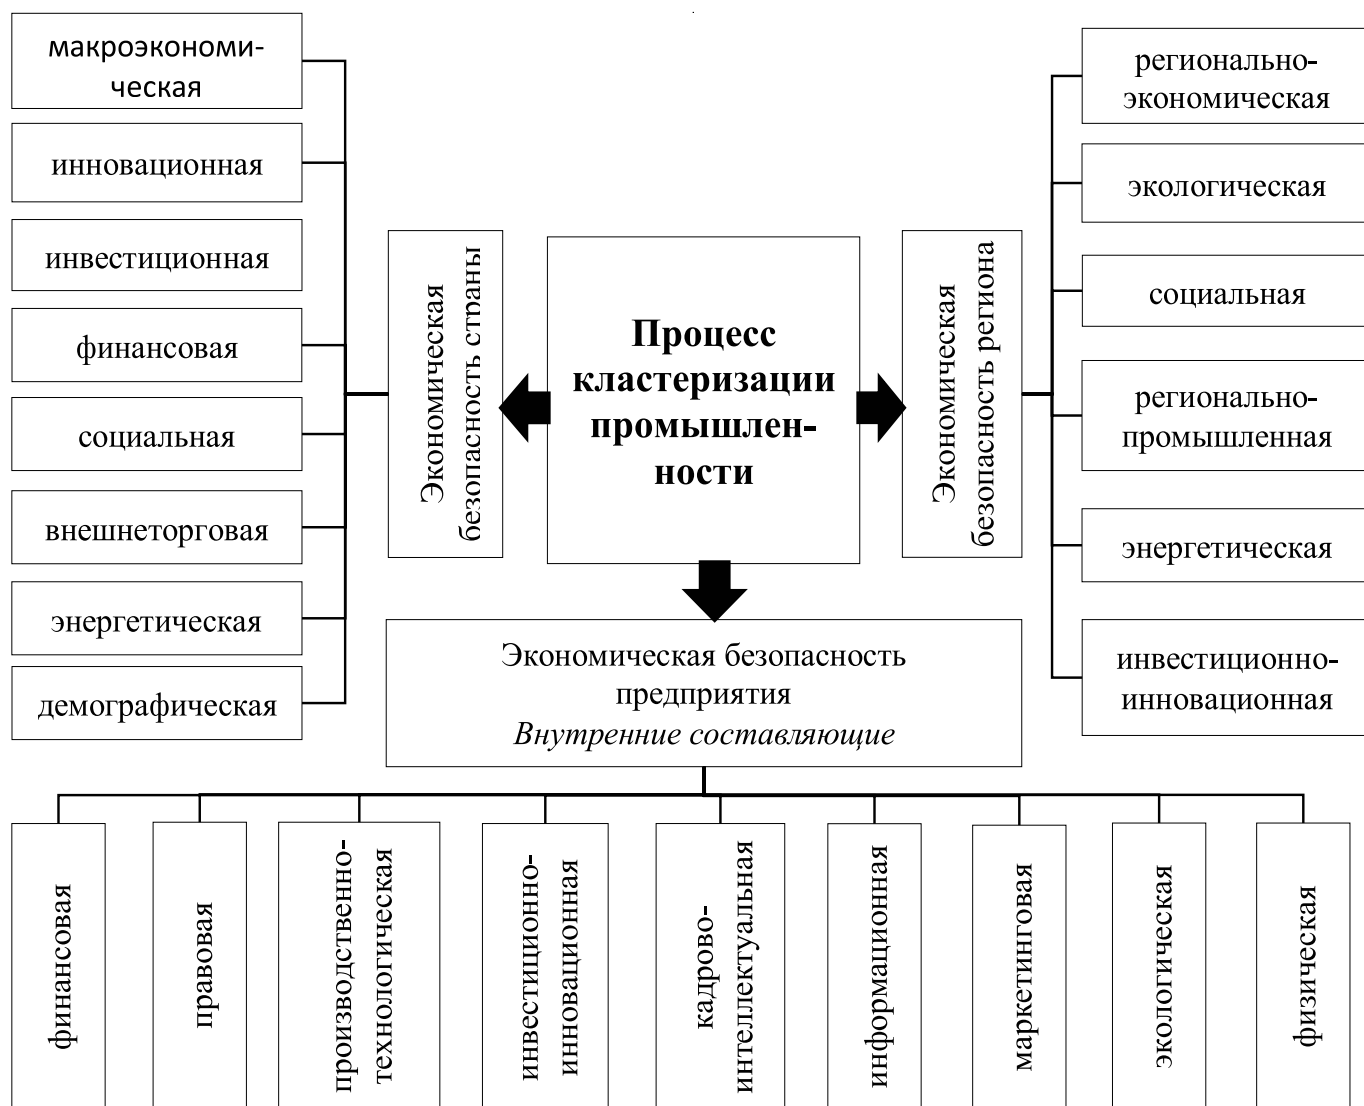 макроэкономи-
ческая
инновационная
инвестиционная
финансовая
социальная
внешнеторговая
энергетическая
демографическая
Экономическая
безопасность страны
Процесс
кластеризации
промышлен-
ности
Экономическая
безопасность региона
регионально-
экономическая
экологическая
социальная
регионально-
промышленная
энергетическая
инвестиционно-
инновационная
Экономическая безопасность
предприятия
Внутренние составляющие
финансовая
правовая
производственно-
технологическая
инвестиционно-
инновационная
кадрово-
интеллектуальная
информационная
маркетинговая
экологическая
физическая